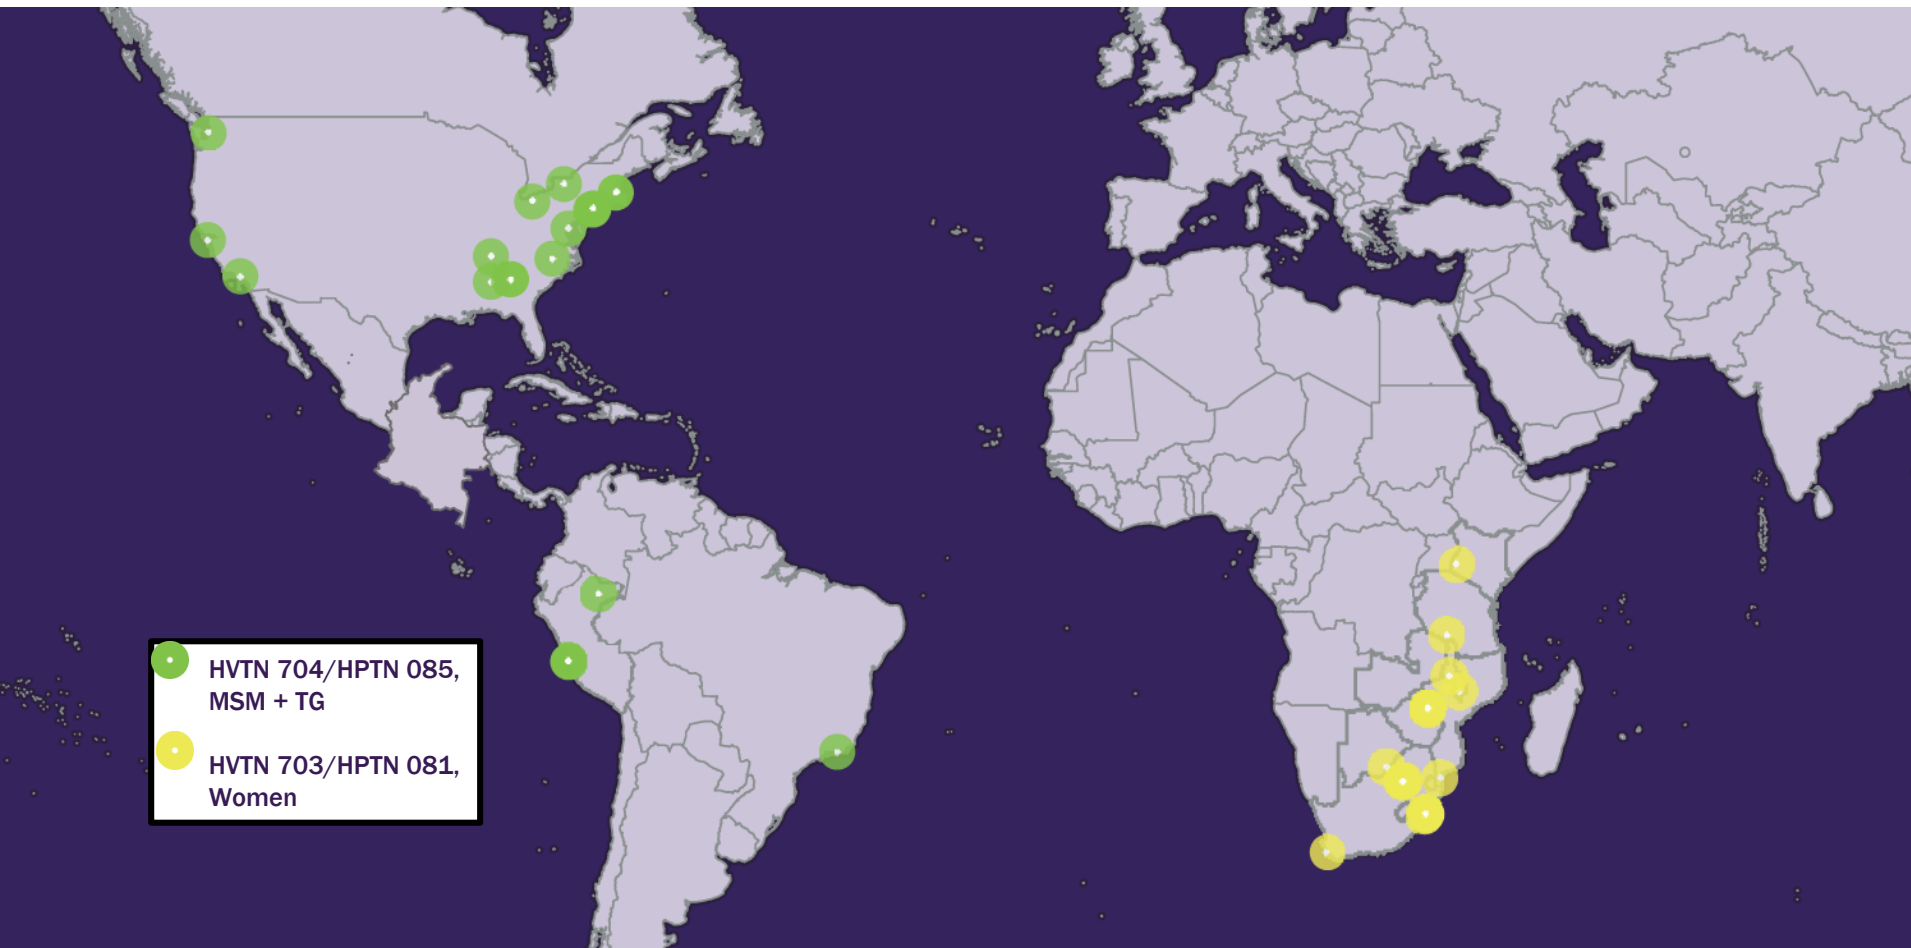 HVTN 704/HPTN 085,
MSM + TG
HVTN 703/HPTN 081,
Women